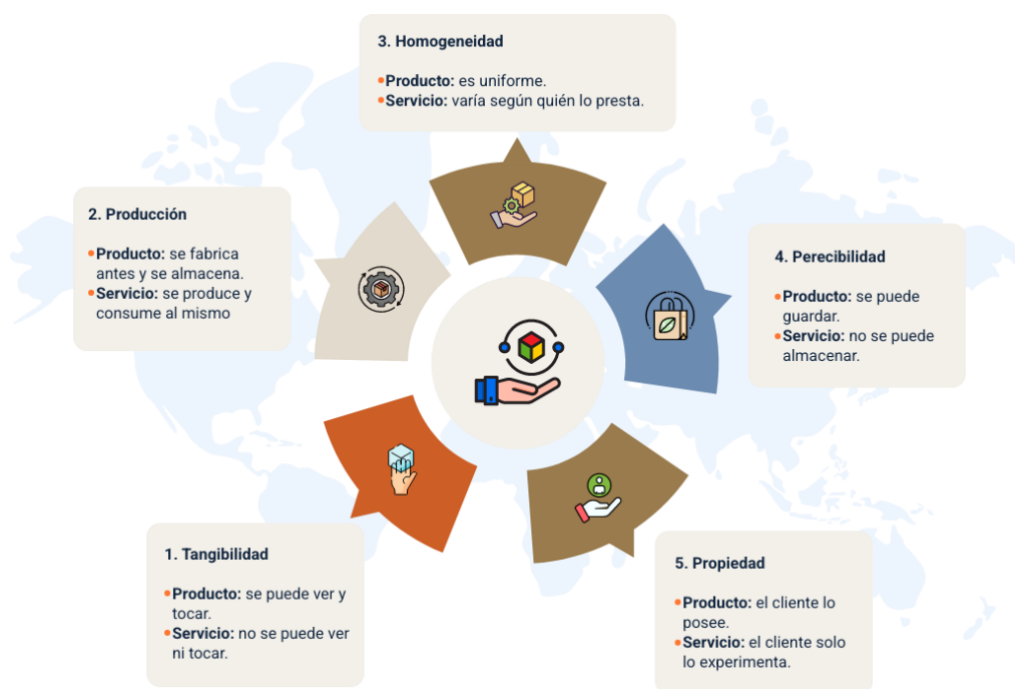 3. Homogeneidad
•Producto: es uniforme.
•Servicio: varía según quién lo presta.
2. Producción
•Producto: se fabrica
antes y se almacena.
•Servicio: se produce y
consume al mismo
4. Perecibilidad
•Producto: se puede
guardar.
•Servicio: no se puede
almacenar.
1. Tangibilidad
•Producto: se puede ver y
tocar.
•Servicio: no se puede ver
ni tocar.
5. Propiedad
•Producto: el cliente lo
posee.
•Servicio: el cliente solo
lo experimenta.